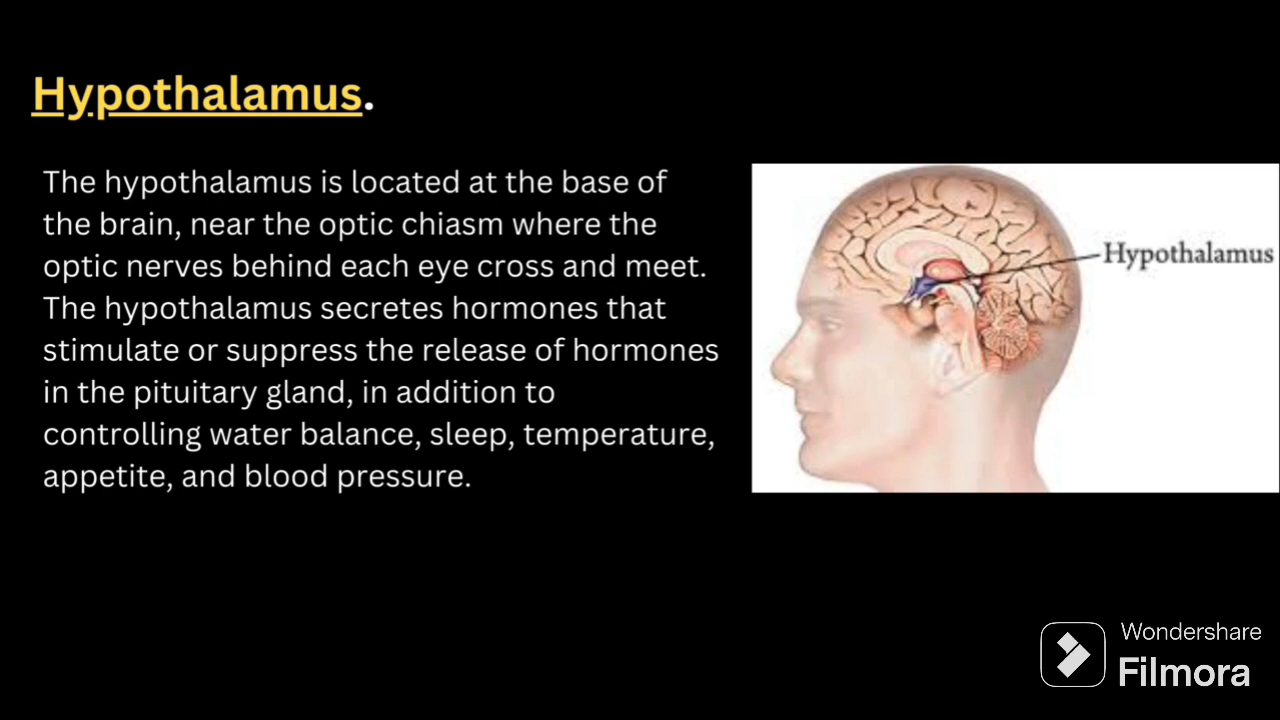 Hypothalamus.
The hypothalamus is located at the base of
the brain, near the optic chiasm where the
optic nerves behind each eye cross and meet.
The hypothalamus secretes hormones that
stimulate or suppress the release of hormones
in the pituitary gland, in addition to
controlling water balance, sleep, temperature,
appetite, and blood pressure.
Hypothalamus
Wondershare
Filmora